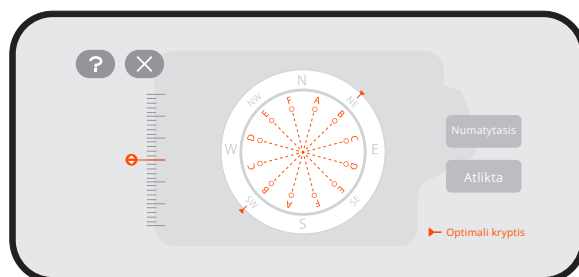 ?
N
NE
E
SE
S
SW
W
NW
A
B
C
D
E
F
A
B
C
D
E
F
Numatytasis
Atlikta
Optimali kryptis